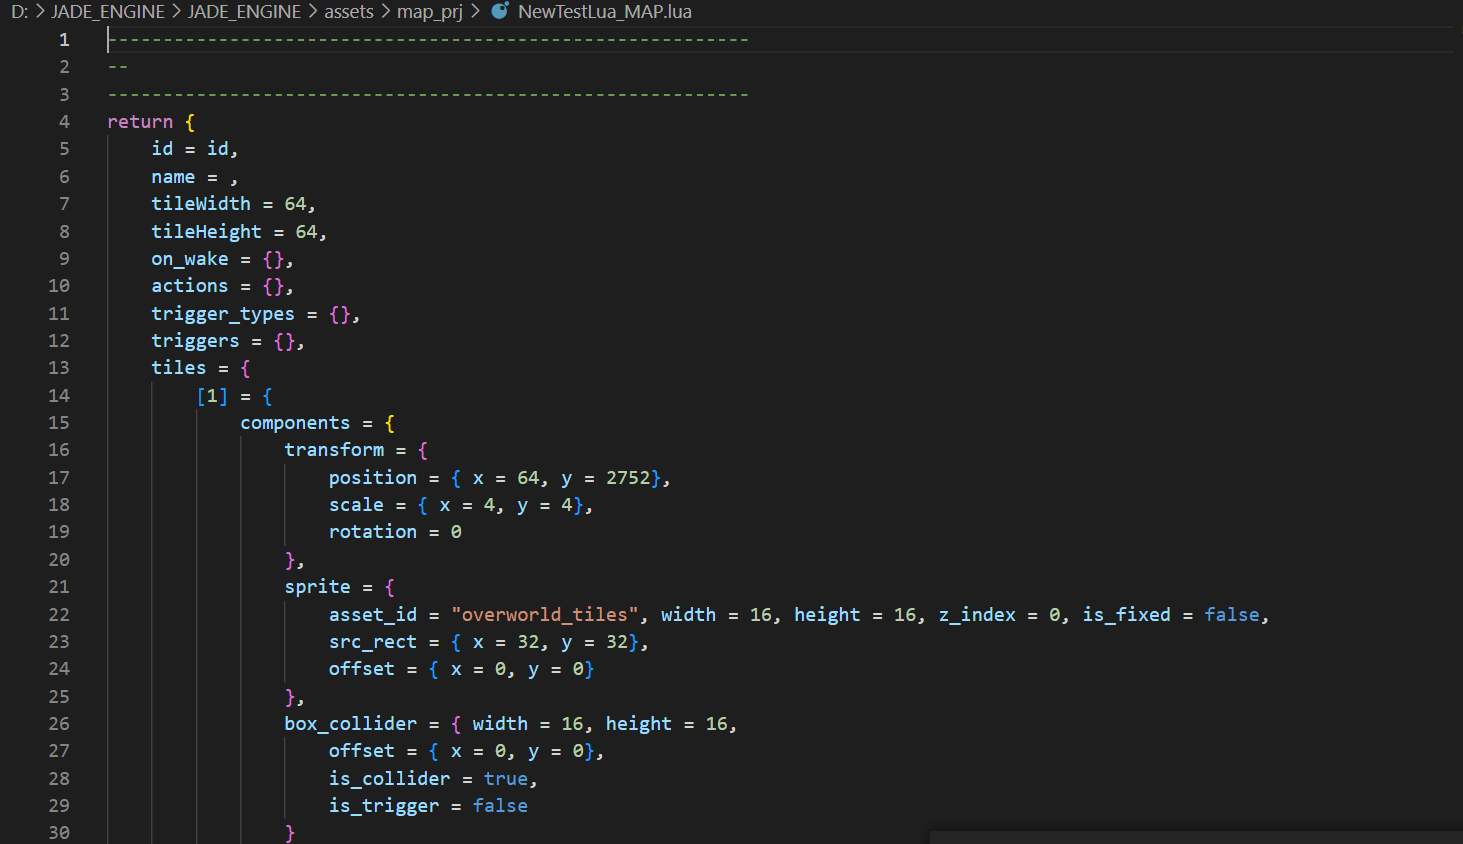 D: > JADE_ENGINE > JADE_ENGINE > assets > map_prj > NewTestLua_MAP.lua
1 ----------------------------------------------------------
2 --
3 ----------------------------------------------------------
4 return {
5     id = id,
6     name = ,
7     tileWidth = 64,
8     tileHeight = 64,
9     on_wake = {},
10     actions = {},
11     trigger_types = {},
12     triggers = {},
13     tiles = {
14         [1] = {
15             components = {
16                 transform = {
17                     position = { x = 64, y = 2752},
18                     scale = { x = 4, y = 4},
19                     rotation = 0
20                 },
21                 sprite = {
22                     asset_id = "overworld_tiles", width = 16, height = 16, z_index = 0, is_fixed = false,
23                     src_rect = { x = 32, y = 32},
24                     offset = { x = 0, y = 0}
25                 },
26                 box_collider = { width = 16, height = 16,
27                     offset = { x = 0, y = 0},
28                     is_collider = true,
29                     is_trigger = false
30                 }